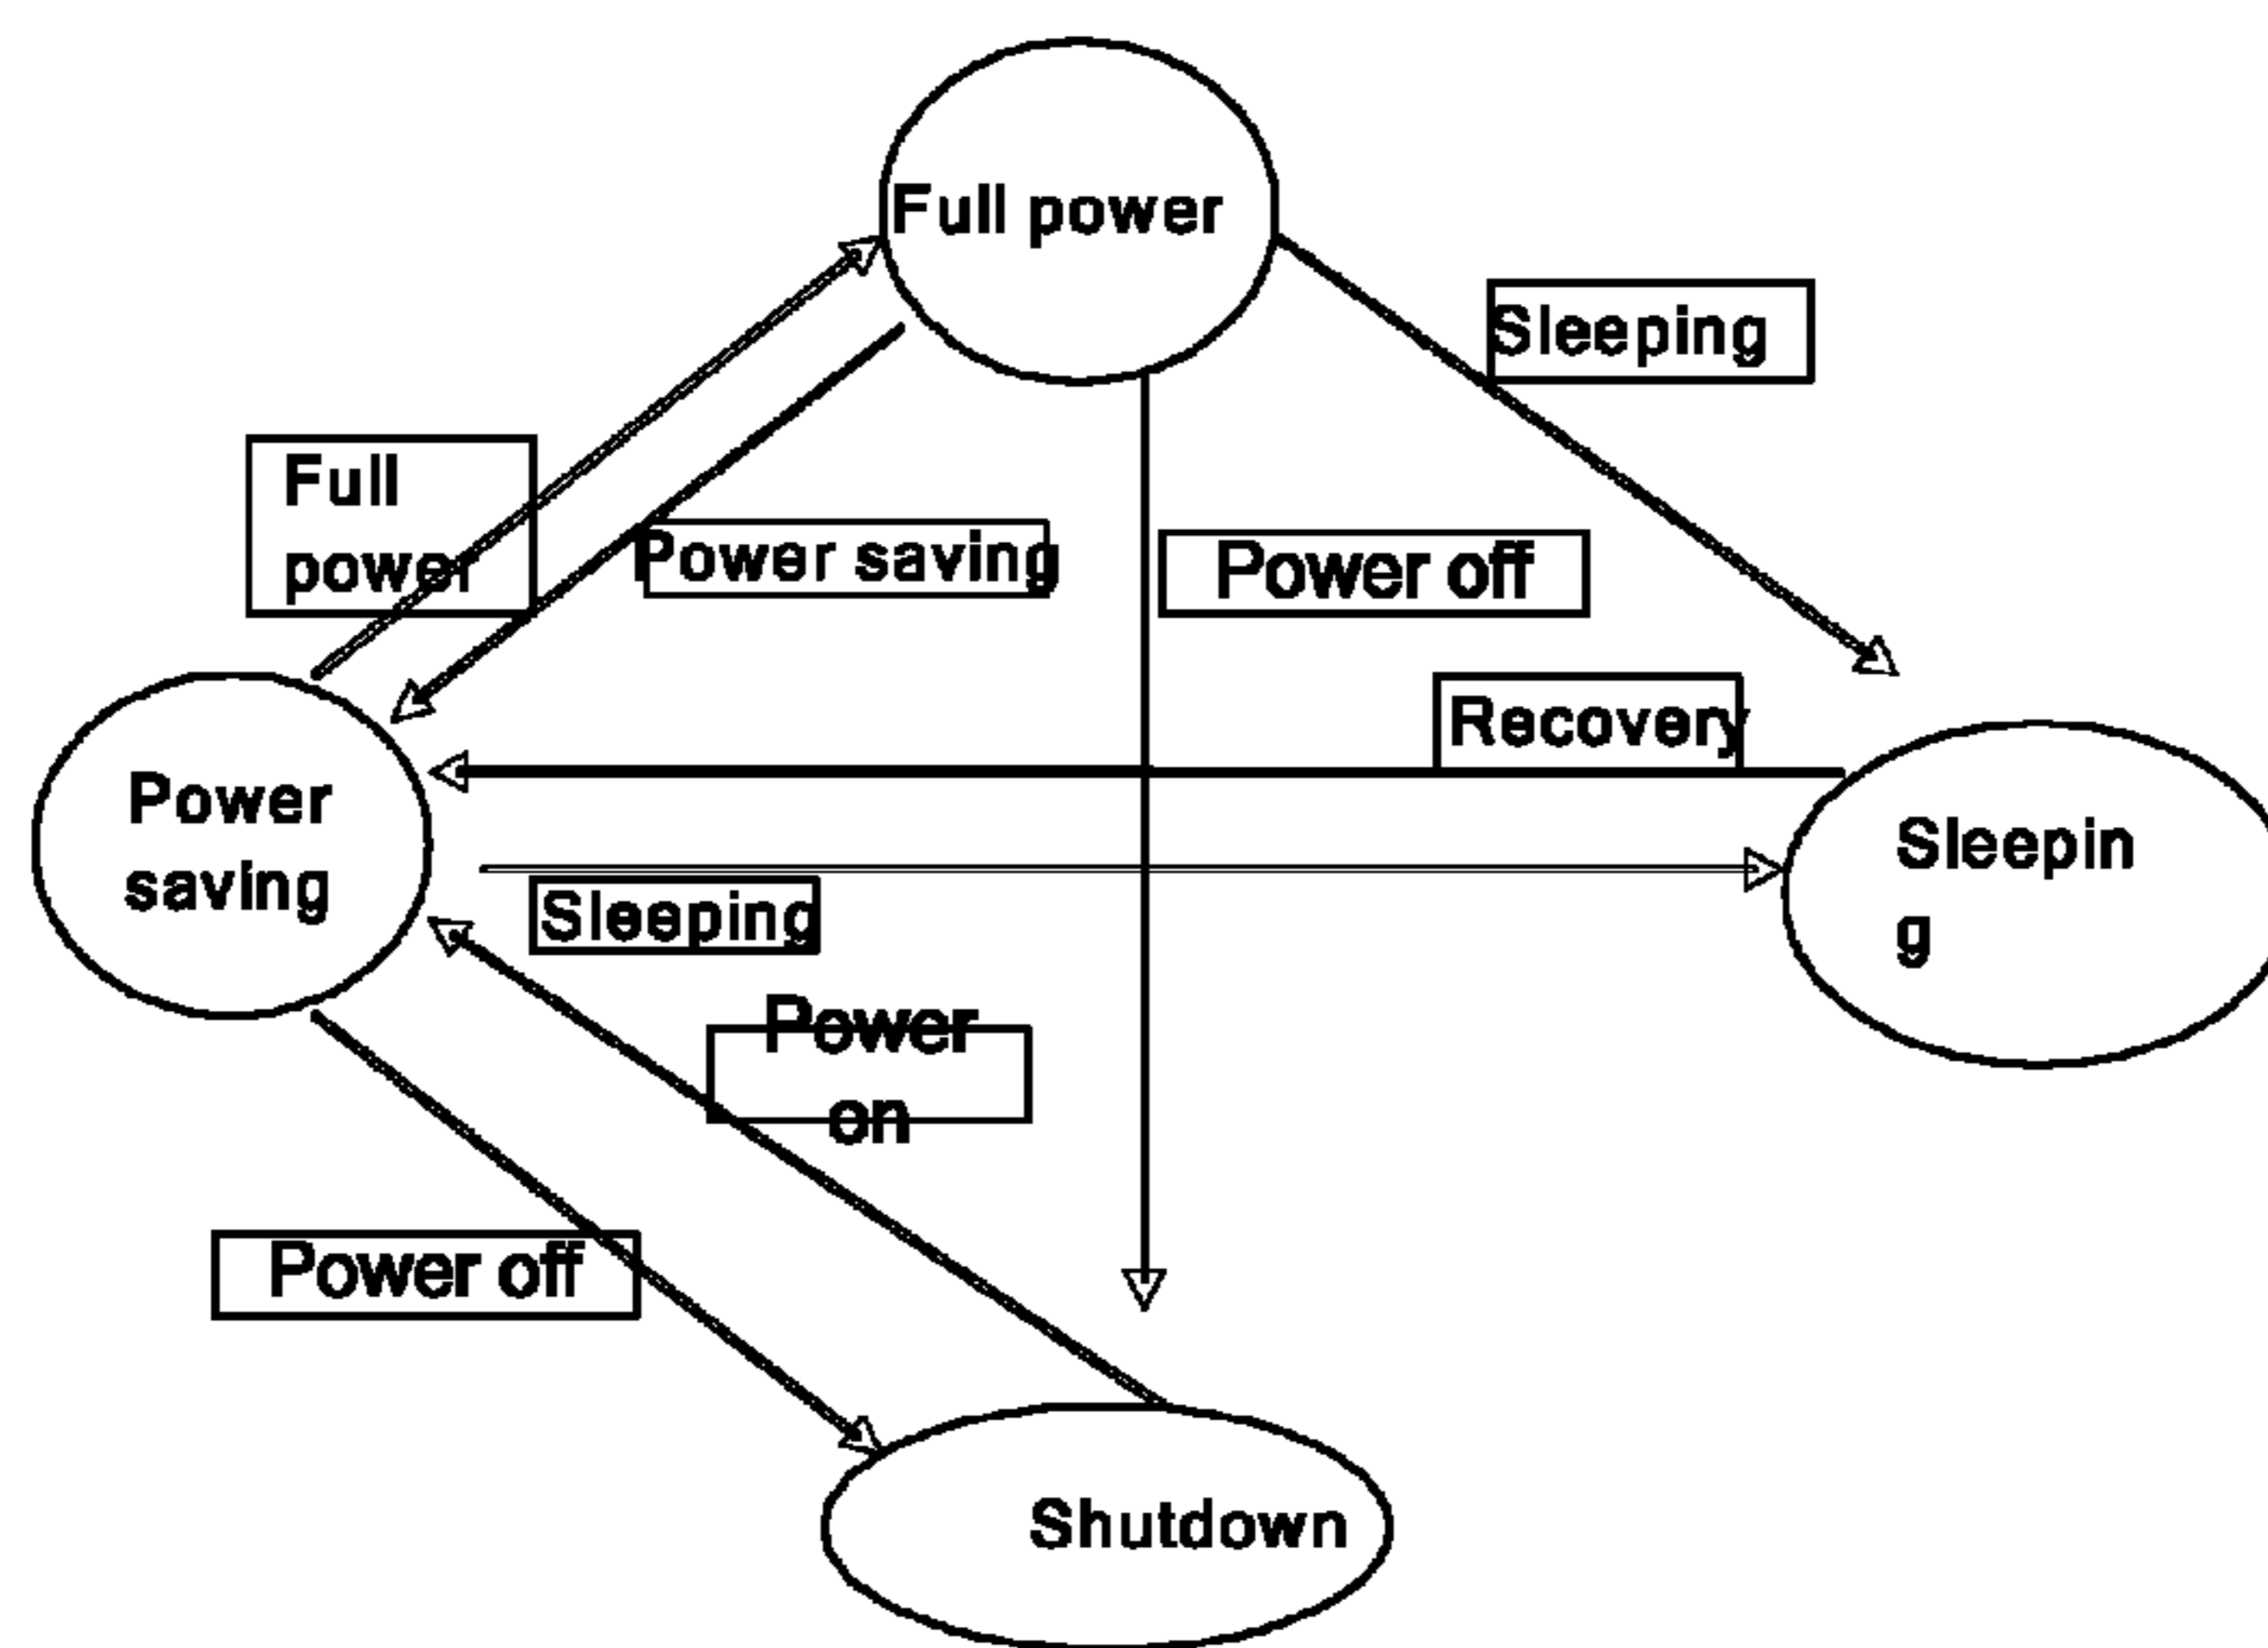 Full power
Sleeping
Full
power
Power saving
Power off
Recovery
Power
saving
Sleepin
g
Sleeping
Power
on
Power off
Shutdown